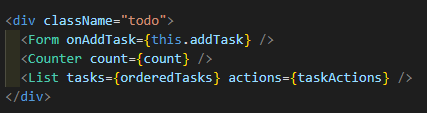 <div className="todo">
<Form onAddTask={this.addTask} />
<Counter count={count} />
<List tasks={orderedTasks} actions={taskActions} />
</div>